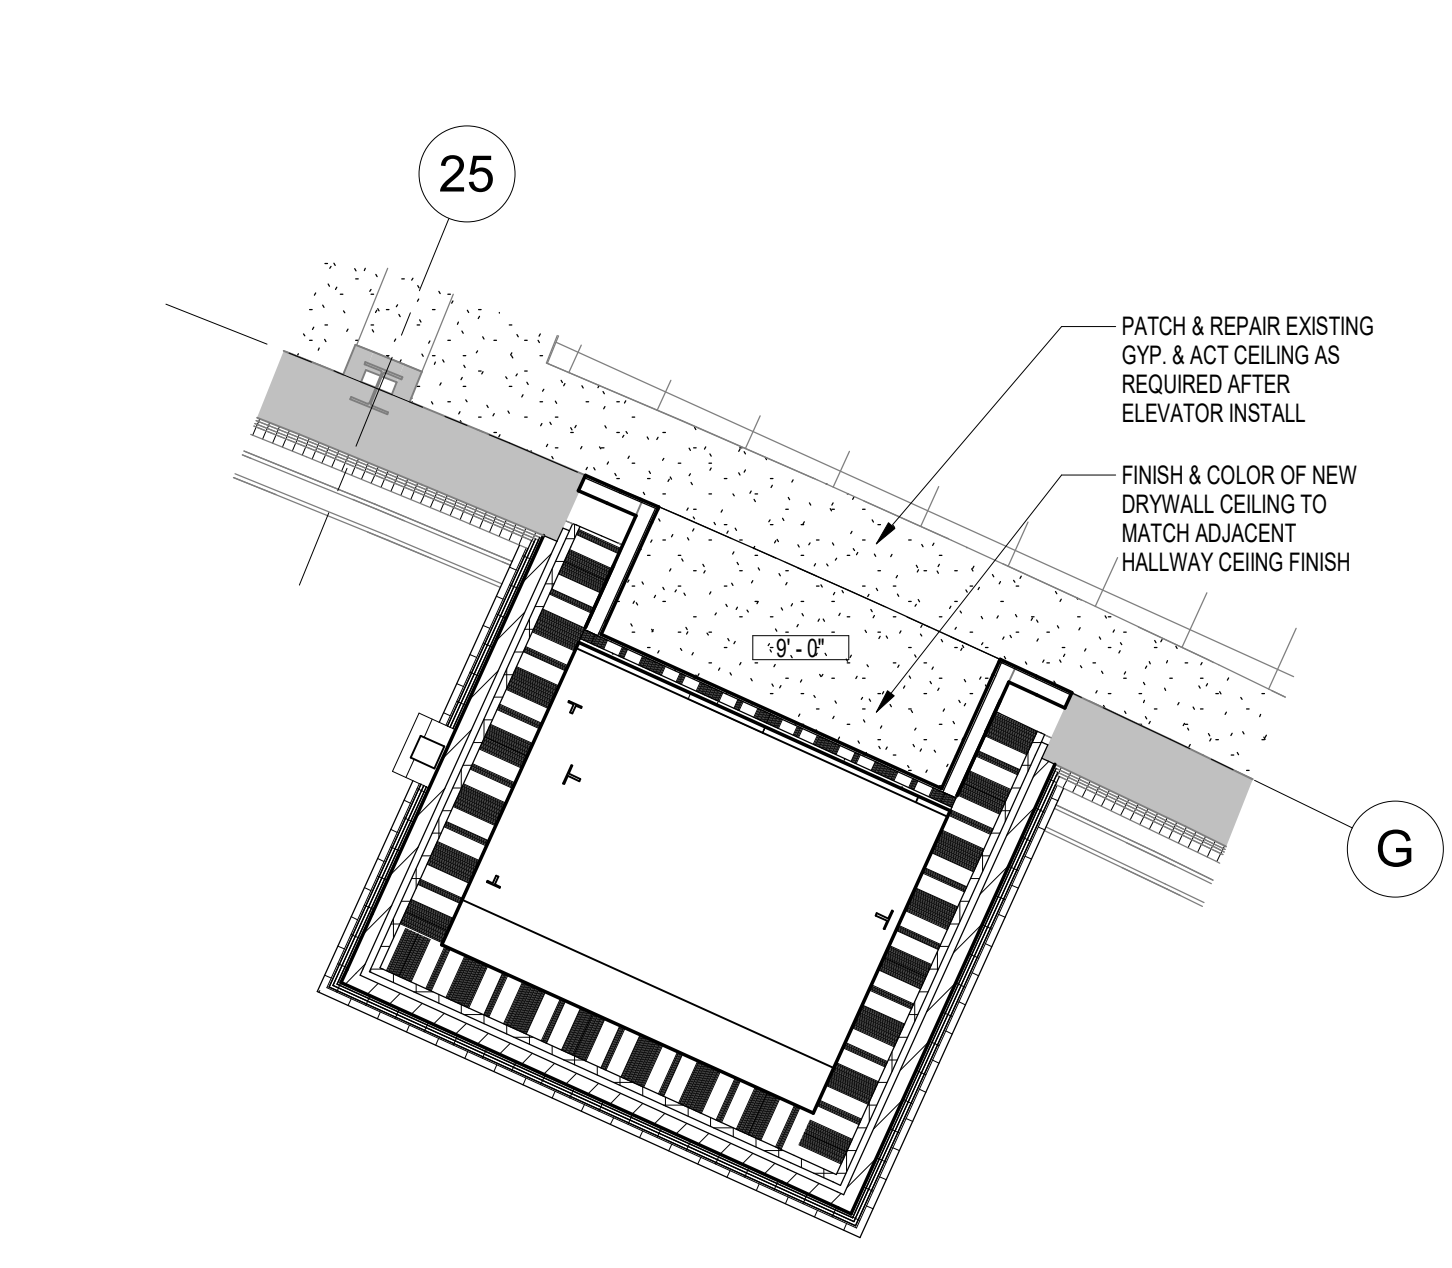 25
PATCH & REPAIR EXISTING
GYP. & ACT CEILING AS
REQUIRED AFTER
ELEVATOR INSTALL
FINISH & COLOR OF NEW
DRYWALL CEILING TO
MATCH ADJACENT
HALLWAY CEIING FINISH
9' - 0"
G